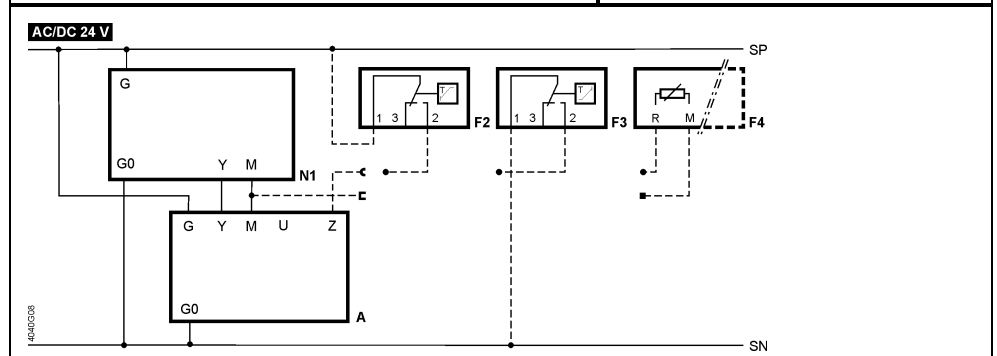 AC/DC 24 V
SP
G
T
T
1 3 2
F2
1 3 2
F3
R M
F4
G0 Y M
N1
G Y M U Z
G0
A
4040G08
SN